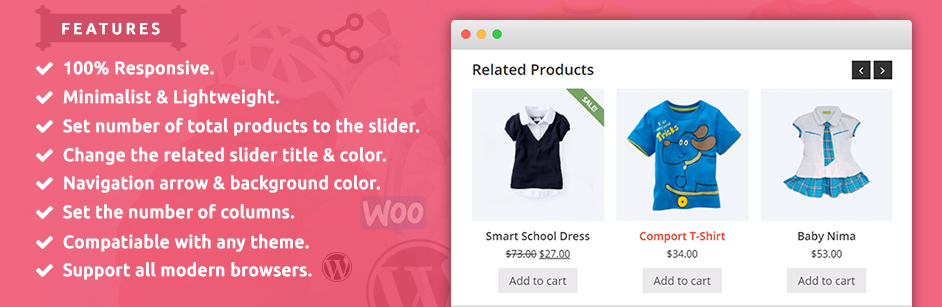 FEATURES
100% Responsive.
Minimalist & Lightweight.
Set number of total products to the slider.
Change the related slider title & color.
Navigation arrow & background color.
Set the number of columns.
WOO
Compatiable with any theme.
Support all modern browsers.
Related Products
SALE!
Tricks
Smart School Dress
$73.00 $27.00
Add to cart
Comport T-Shirt
$34.00
Add to cart
Baby Nima
$53.00
Add to cart